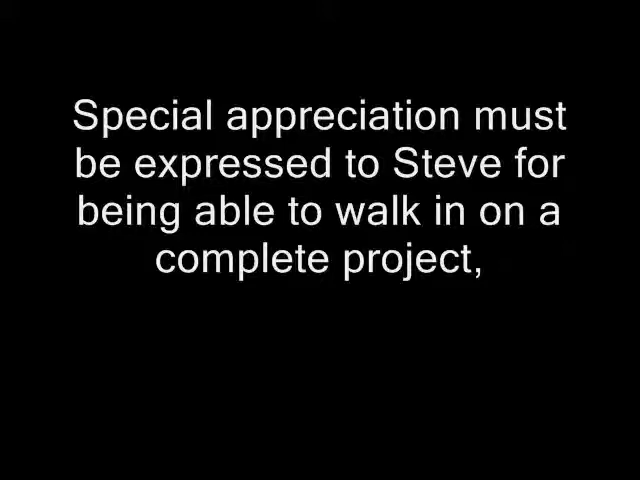 Special appreciation must
be expressed to Steve for
being able to walk in on a
complete project,